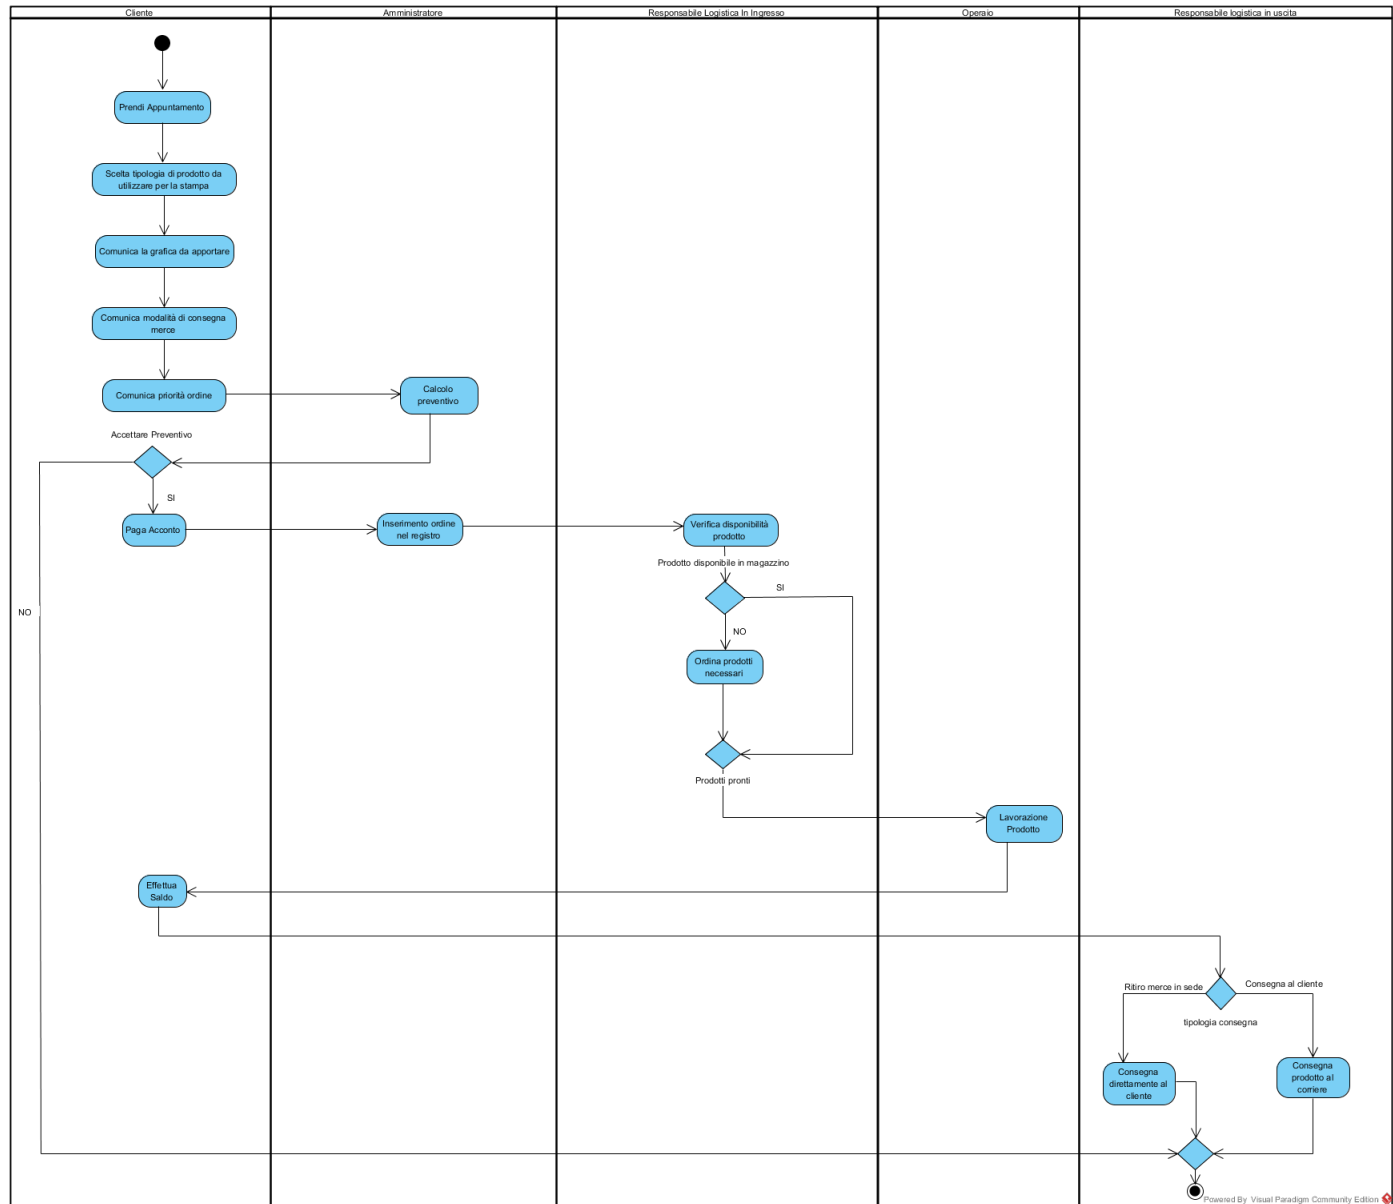 Cliente
Amministratore
Responsabile Logistica In Ingresso
Operaio
Responsabile logistica in uscita
Prendi Appuntamento
Scelta tipologia di prodotto da
utilizzare per la stampa
Comunica la grafica da apportare
Comunica modalità di consegna
merce
Comunica priorità ordine
Calcolo
preventivo
Accettare Preventivo
SI
Paga Acconto
Inserimento ordine
nel registro
Verifica disponibilità
prodotto
Prodotto disponibile in magazzino
SI
NO
NO
Ordina prodotti
necessari
Prodotti pronti
Lavorazione
Prodotto
Effettua
Saldo
Ritiro merce in sede
Consegna al cliente
tipologia consegna
Consegna
direttamente al
cliente
Consegna
prodotto al
corriere
Powered By Visual Paradigm Community Edition